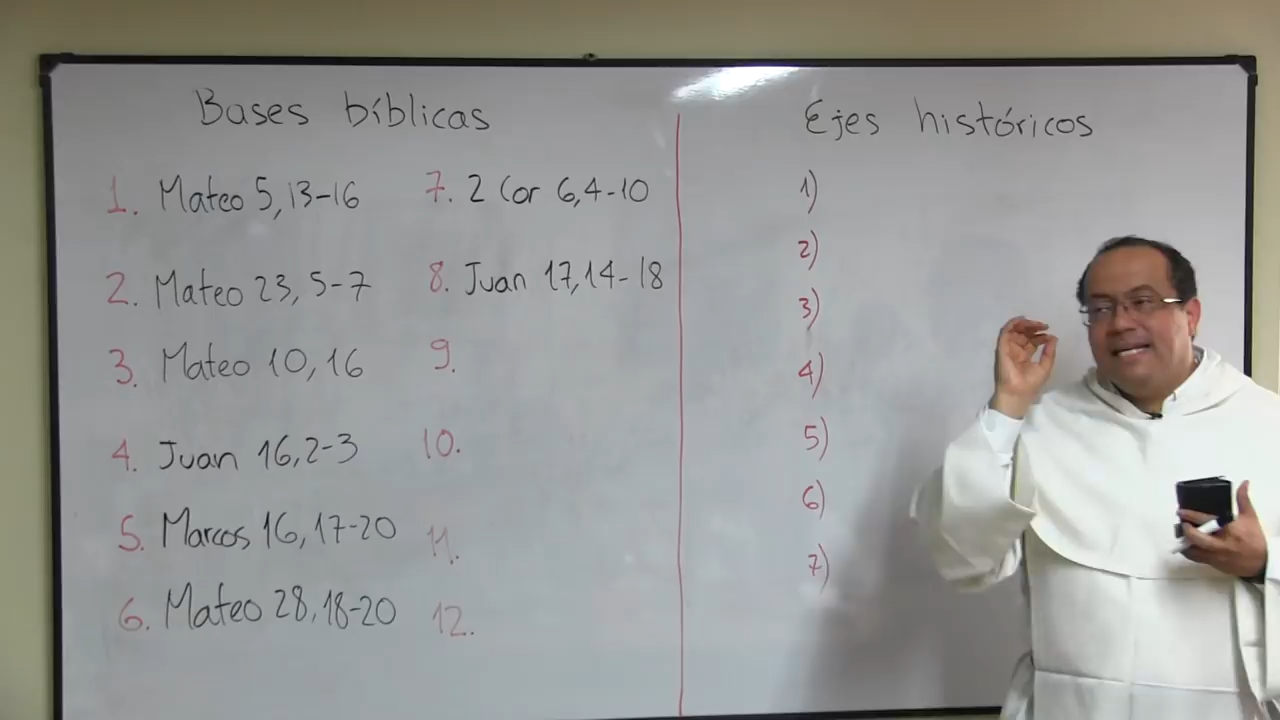 Bases bíblicas
1. Mateo 5,13-16
2. Mateo 23, 5-7
3. Mateo 10, 16
4. Juan 16,2-3
5. Marcos 16, 17-20
6. Mateo 28,18-20
7. 2 Cor 6,4-10
8. Juan 17,14-18
9.
10.
11.
12.
Ejes históricos
1)
2)
3)
4)
5)
6)
7)